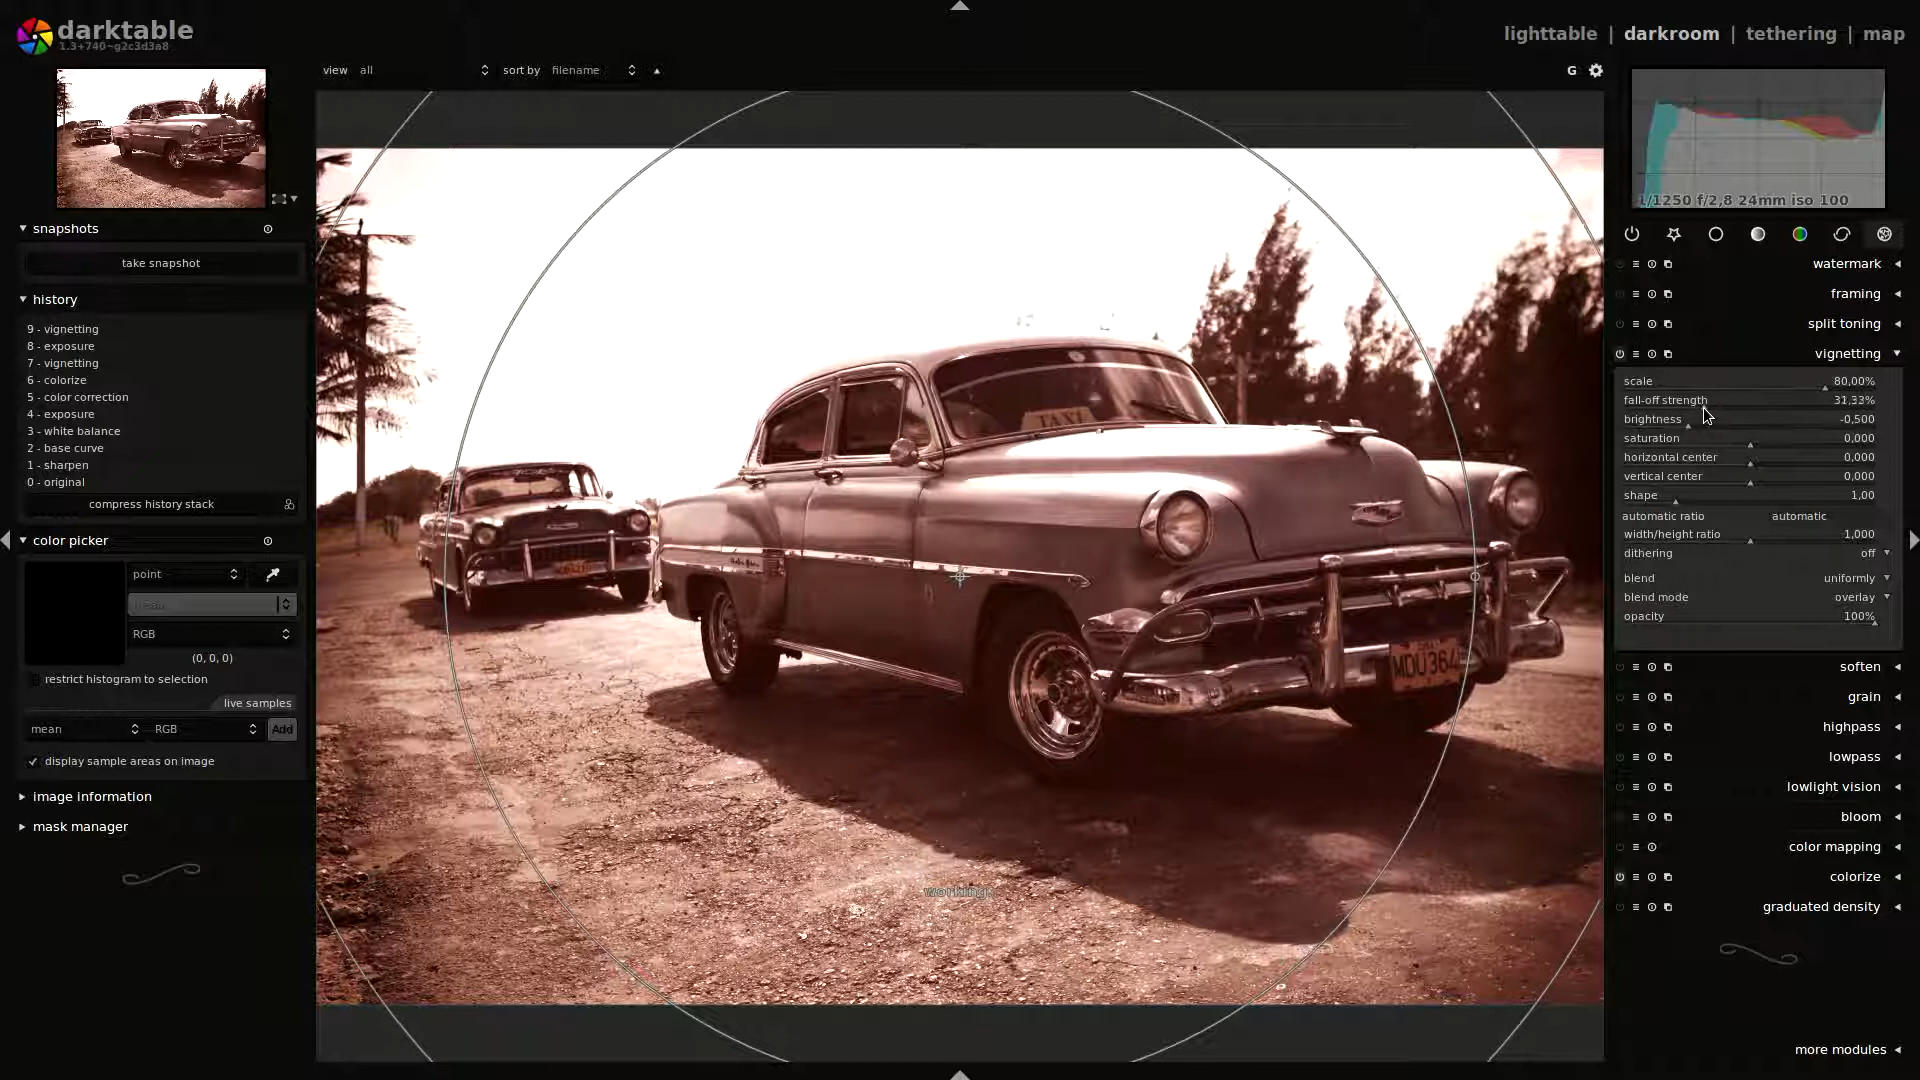 darktable
1.3+740~g2c3d3a8
lighttable | darkroom | tethering | map
view all sort by filename
G
1/1250 f/2,8 24mm iso 100
snapshots
take snapshot
history
9 - vignetting
8 - exposure
7 - vignetting
6 - colorize
5 - color correction
4 - exposure
3 - white balance
2 - base curve
1 - sharpen
0 - original
compress history stack
color picker
point
mean
RGB
(0, 0, 0)
restrict histogram to selection
live samples
mean RGB Add
display sample areas on image
image information
mask manager
TAXI
MDU364
working..
watermark
framing
split toning
vignetting
scale 80,00%
fall-off strength 31,33%
brightness -0,500
saturation 0,000
horizontal center 0,000
vertical center 0,000
shape 1,00
automatic ratio automatic
width/height ratio 1,000
dithering off
blend uniformly
blend mode overlay
opacity 100%
soften
grain
highpass
lowpass
lowlight vision
bloom
color mapping
colorize
graduated density
more modules